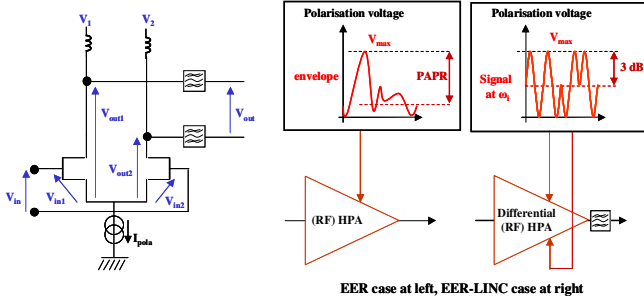 V1
V2
Vout1
Vout
Vout2
Vin
Vin1
Vin2
Ipola
Polarisation voltage
Vmax
envelope
PAPR
(RF) HPA
Polarisation voltage
Vmax
3 dB
Signal
at ωi
Differential
(RF) HPA
EER case at left, EER-LINC case at right